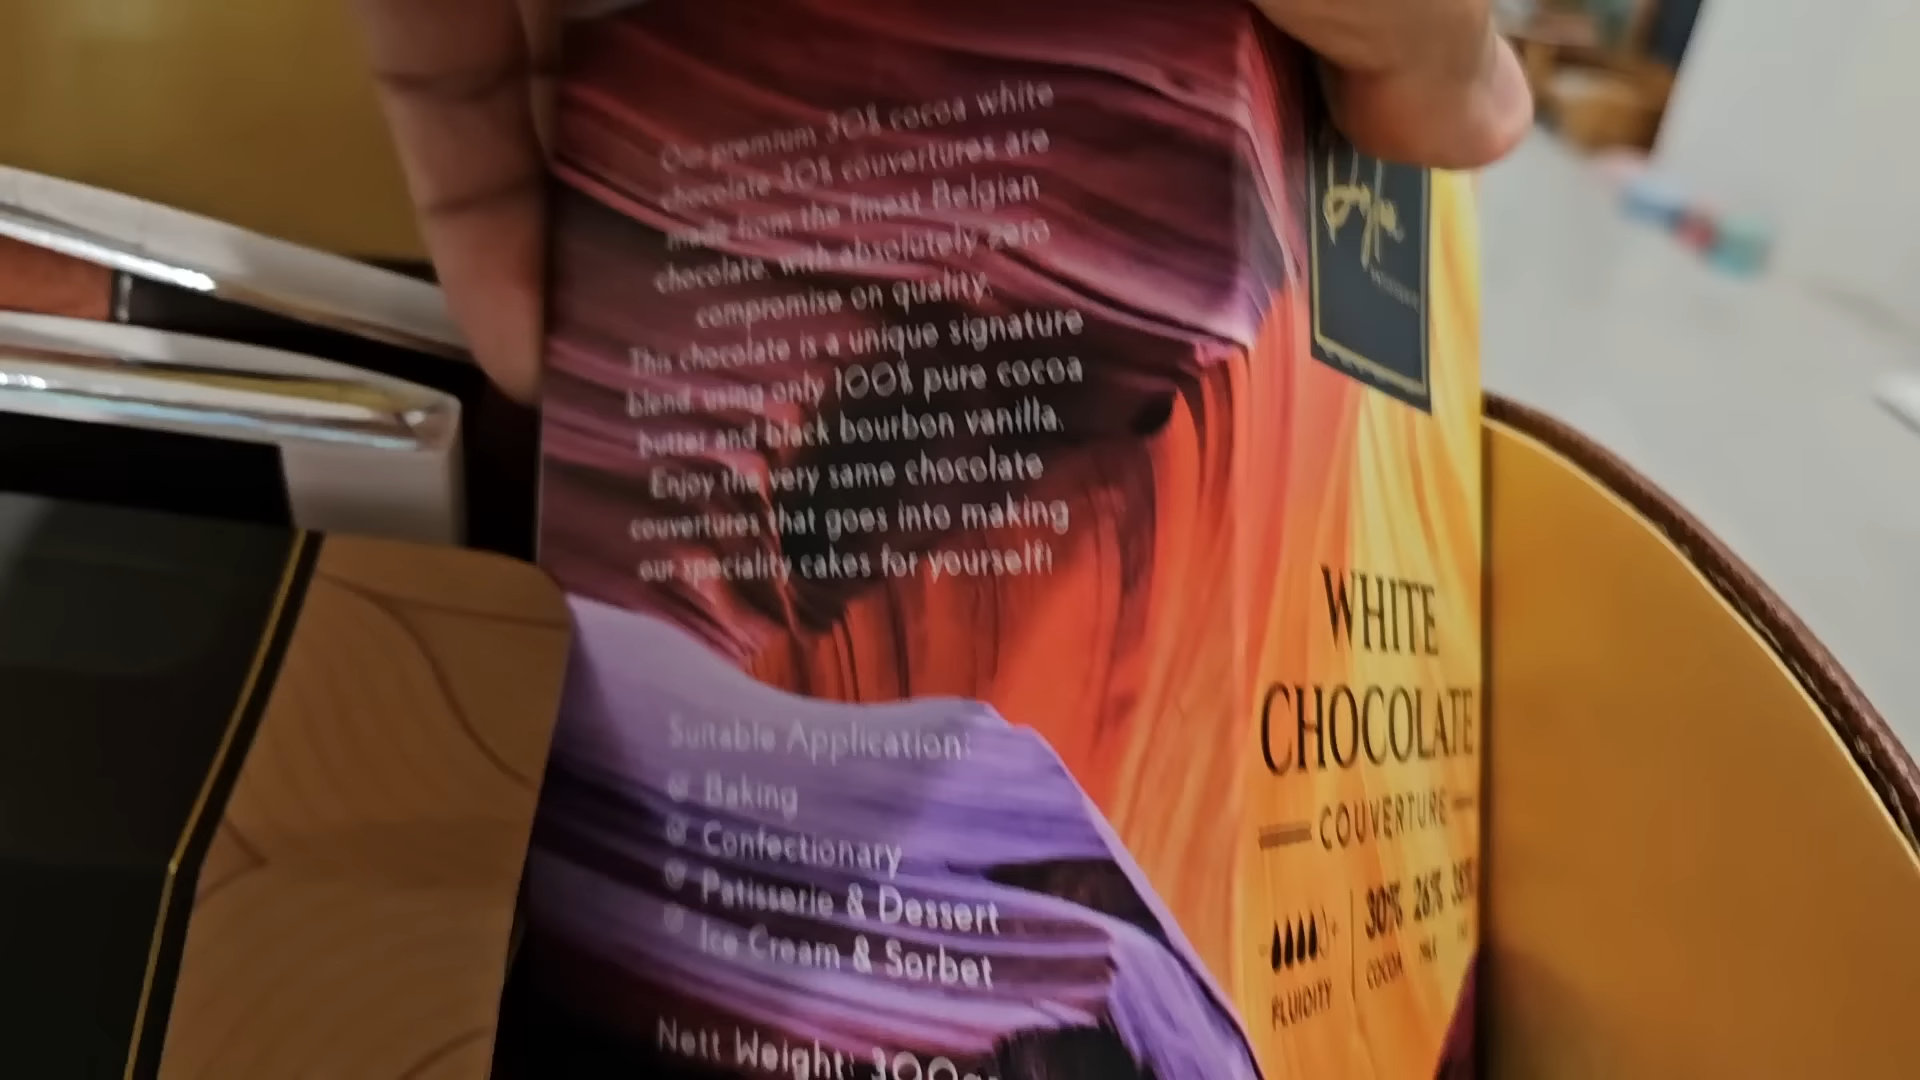 Our premium 30% cocoa white
chocolate 30% couvertures are
made from the finest Belgian
chocolate, with absolutely zero
compromise on quality.
This chocolate is a unique signature
blend, using only 100% pure cocoa
butter and black bourbon vanilla.
Enjoy the very same chocolate
couvertures that goes into making
our speciality cakes for yourself!
Suitable Application:
Baking
Confectionary
Patisserie & Dessert
Ice Cream & Sorbet
Nett Weight: 300g
WHITE
CHOCOLATE
COUVERTURE
30% 26%
FLUIDITY
COCOA